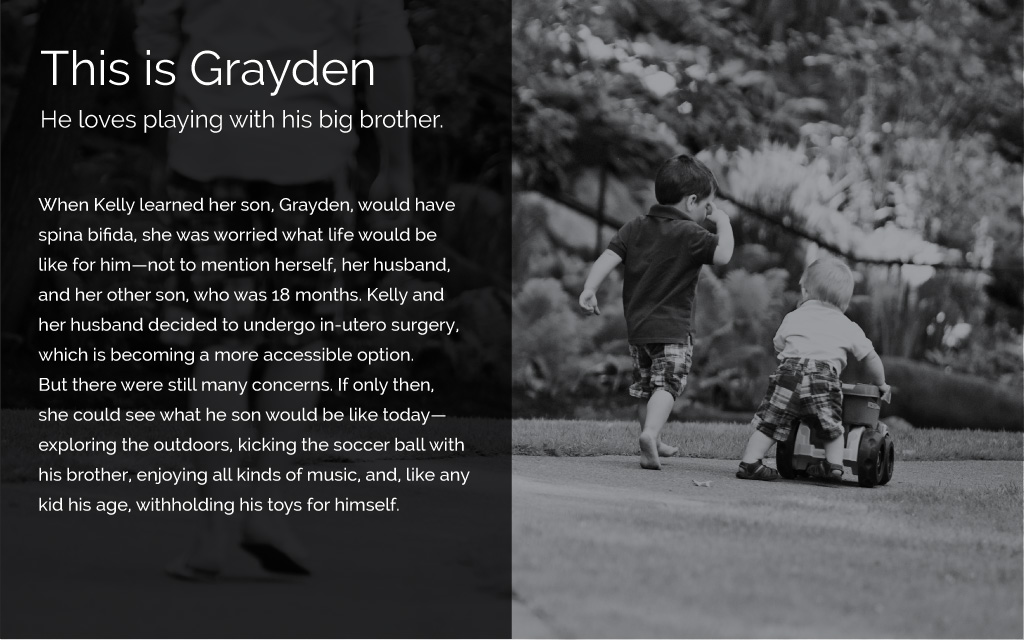 This is Grayden
He loves playing with his big brother.
When Kelly learned her son, Grayden, would have
spina bifida, she was worried what life would be
like for him—not to mention herself, her husband,
and her other son, who was 18 months. Kelly and
her husband decided to undergo in-utero surgery,
which is becoming a more accessible option.
But there were still many concerns. If only then,
she could see what he son would be like today—
exploring the outdoors, kicking the soccer ball with
his brother, enjoying all kinds of music, and, like any
kid his age, withholding his toys for himself.